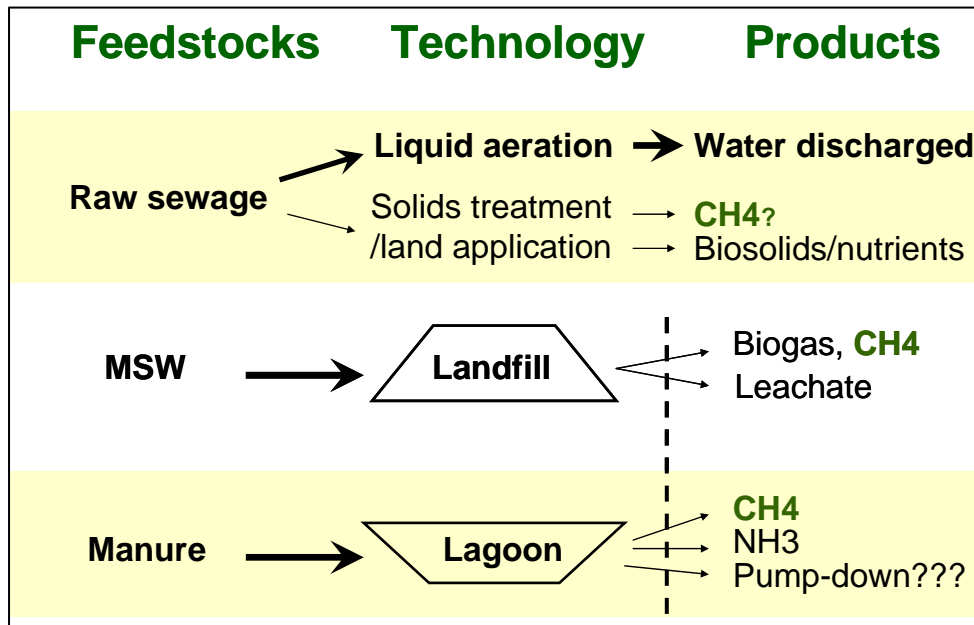 Feedstocks Technology Products
Liquid aeration Water discharged
Raw sewage
Solids treatment CH4?
/land application Biosolids/nutrients
Biogas, CH4
MSW Landfill
Leachate
CH4
Manure Lagoon NH3
Pump-down???